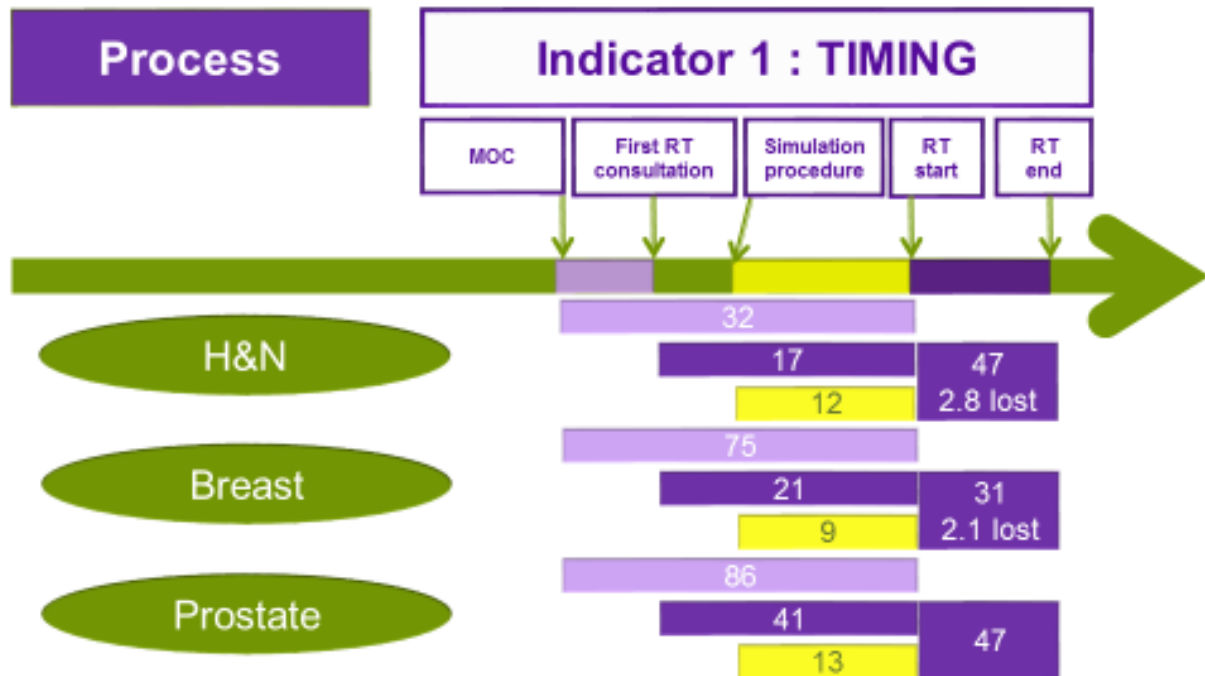 Process
Indicator 1 : TIMING
MOC
First RT
consultation
Simulation
procedure
RT
start
RT
end
H&N
32
17
12
47
2.8 lost
Breast
75
21
9
31
2.1 lost
Prostate
86
41
13
47